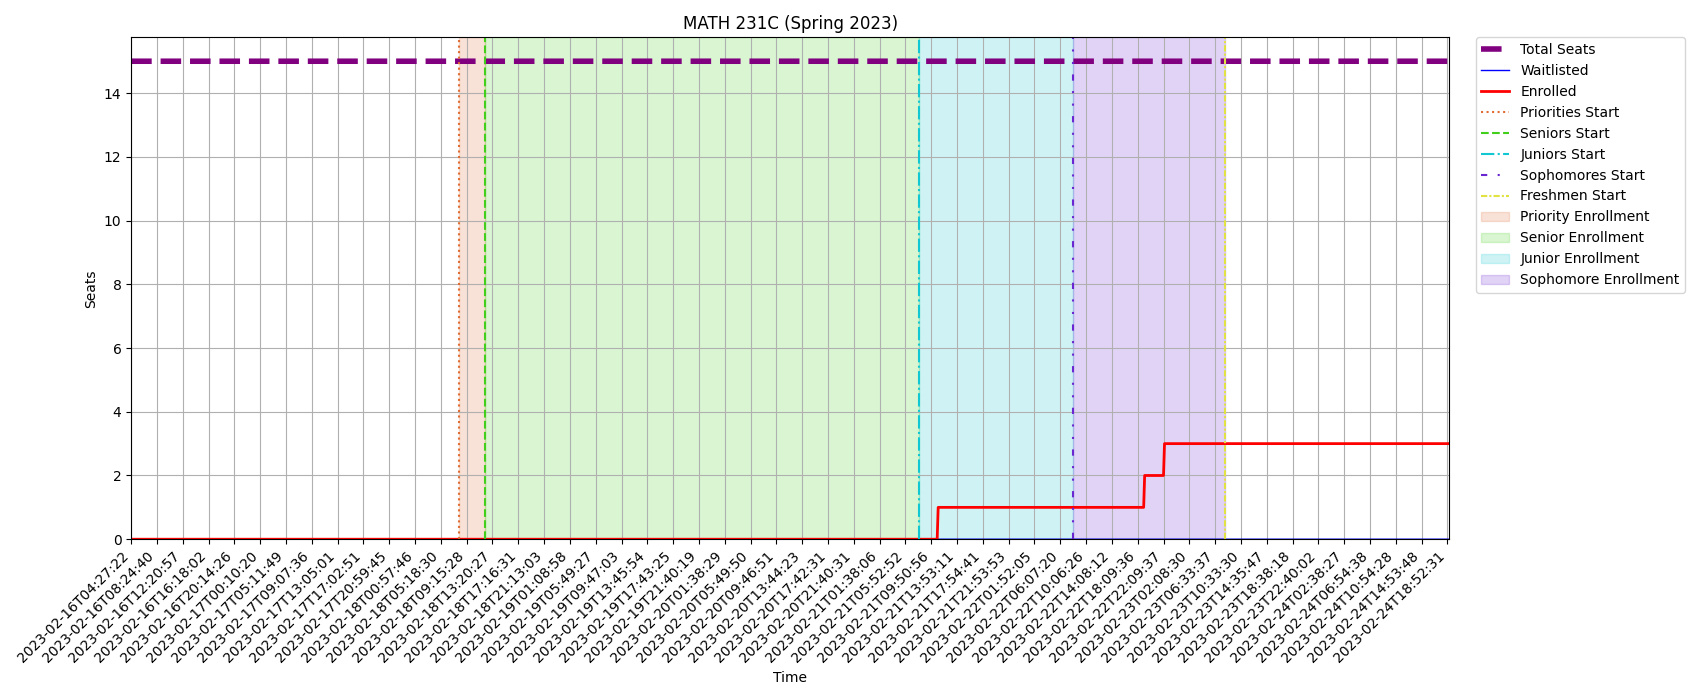 MATH 231C (Spring 2023)
Total Seats
Waitlisted
Enrolled
Priorities Start
Seniors Start
Juniors Start
Sophomores Start
Freshmen Start
Priority Enrollment
Senior Enrollment
Junior Enrollment
Sophomore Enrollment
Seats
14
12
10
8
6
4
2
0
2023-02-16T04:27:22
2023-02-16T08:24:40
2023-02-16T12:20:57
2023-02-16T16:18:02
2023-02-16T20:14:26
2023-02-17T00:10:20
2023-02-17T05:11:49
2023-02-17T09:07:36
2023-02-17T13:05:01
2023-02-17T17:02:51
2023-02-17T20:59:45
2023-02-18T00:57:46
2023-02-18T05:18:30
2023-02-18T09:15:28
2023-02-18T13:20:27
2023-02-18T17:16:31
2023-02-18T21:13:03
2023-02-19T01:08:58
2023-02-19T05:49:27
2023-02-19T09:47:03
2023-02-19T13:45:54
2023-02-19T17:43:25
2023-02-19T21:40:19
2023-02-20T01:38:29
2023-02-20T05:49:50
2023-02-20T09:46:51
2023-02-20T13:44:23
2023-02-20T17:42:31
2023-02-20T21:40:31
2023-02-21T01:38:06
2023-02-21T05:52:52
2023-02-21T09:50:56
2023-02-21T13:53:11
2023-02-21T17:54:41
2023-02-21T21:53:53
2023-02-22T01:52:05
2023-02-22T06:07:20
2023-02-22T10:06:26
2023-02-22T14:08:12
2023-02-22T18:09:36
2023-02-22T22:09:37
2023-02-23T02:08:30
2023-02-23T06:33:37
2023-02-23T10:33:30
2023-02-23T14:35:47
2023-02-23T18:38:18
2023-02-23T22:40:02
2023-02-24T02:38:27
2023-02-24T06:54:38
2023-02-24T10:54:28
2023-02-24T14:53:48
2023-02-24T18:52:31
Time